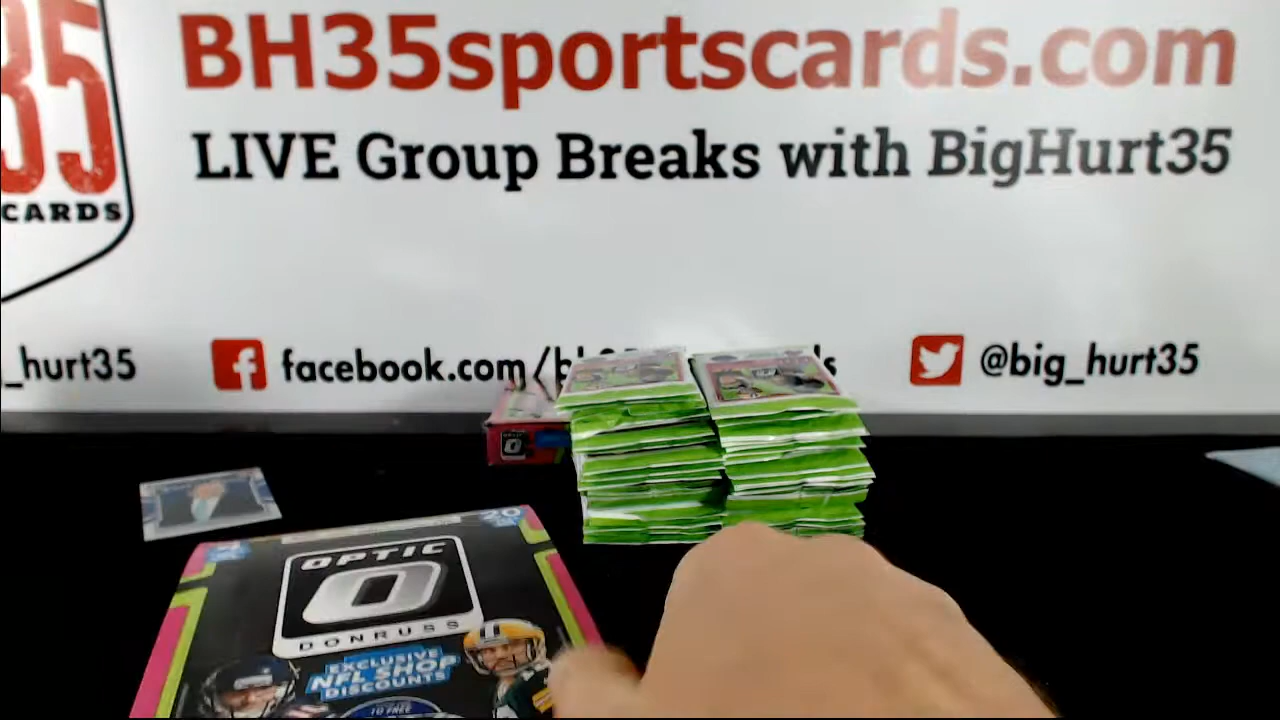 35
CARDS
BH35sportscards.com
LIVE Group Breaks with BigHurt35
_hurt35
facebook.com/b
s
@big_hurt35
20
OPTIC
O
DONRUSS
EXCLUSIVE
NFL SHOP
DISCOUNTS